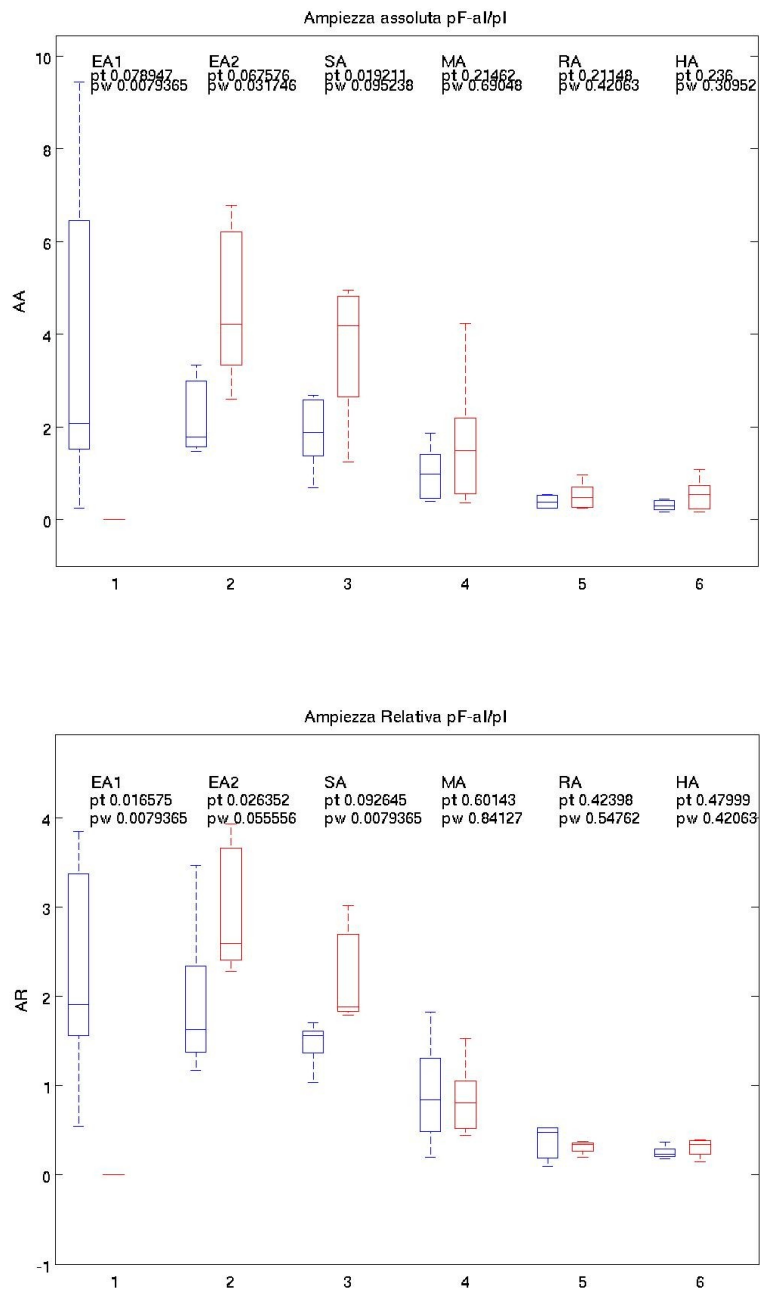 Ampiezza assoluta pF-aI/pI
10
EA1 EA2 SA MA RA HA
pt 0.078947 pt 0.067576 pt 0.019211 pt 0.21462 pt 0.21148 pt 0.236
pw 0.0079365 pw 0.031746 pw 0.095238 pw 0.69048 pw 0.42063 pw 0.30952
8
6
AA
4
2
0
1 2 3 4 5 6
Ampiezza Relativa pF-aI/pI
EA1 EA2 SA MA RA HA
pt 0.016575 pt 0.026352 pt 0.092645 pt 0.60143 pt 0.42398 pt 0.47999
4 pw 0.0079365 pw 0.055556 pw 0.0079365 pw 0.84127 pw 0.54762 pw 0.42063
3
2
AR
1
0
-1
1 2 3 4 5 6